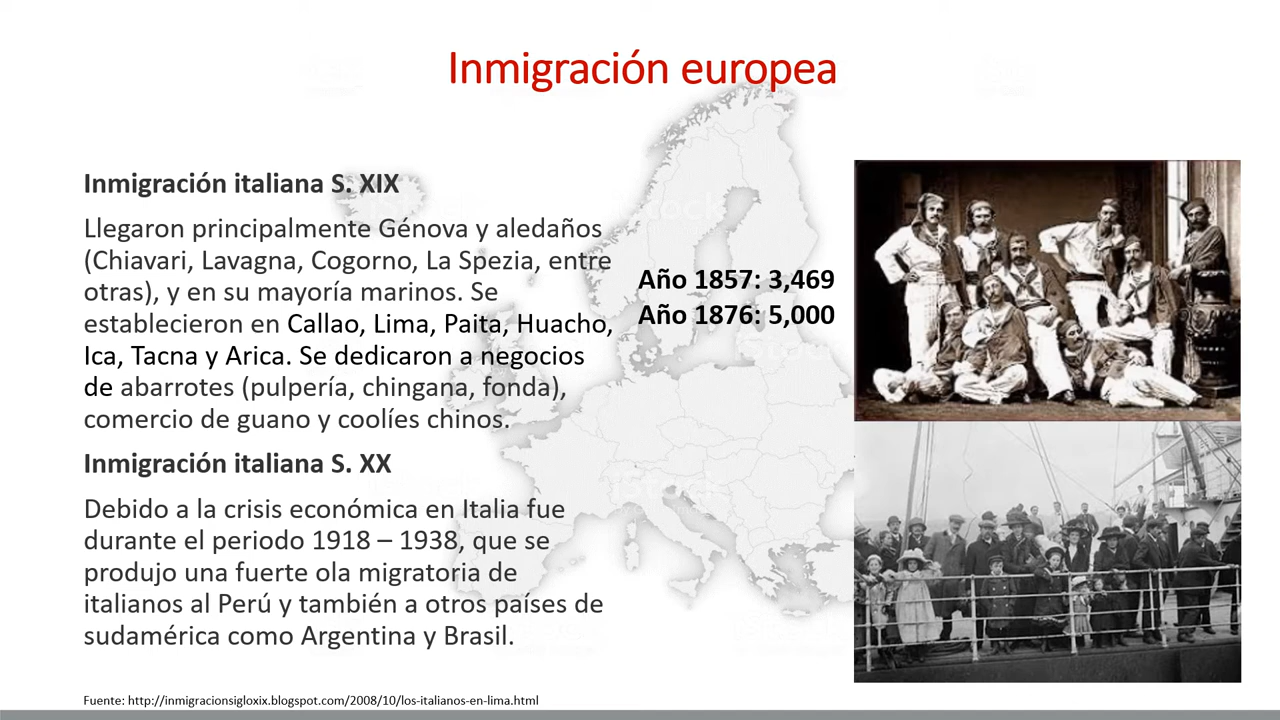 Inmigración europea
Inmigración italiana S. XIX
Llegaron principalmente Génova y aledaños
(Chiavari, Lavagna, Cogorno, La Spezia, entre
otras), y en su mayoría marinos. Se
establecieron en Callao, Lima, Paita, Huacho,
Ica, Tacna y Arica. Se dedicaron a negocios
de abarrotes (pulpería, chingana, fonda),
comercio de guano y coolíes chinos.
Año 1857: 3,469
Año 1876: 5,000
Inmigración italiana S. XX
Debido a la crisis económica en Italia fue
durante el periodo 1918 – 1938, que se
produjo una fuerte ola migratoria de
italianos al Perú y también a otros países de
sudamérica como Argentina y Brasil.
Fuente: http://inmigracionsigloxix.blogspot.com/2008/10/los-italianos-en-lima.html